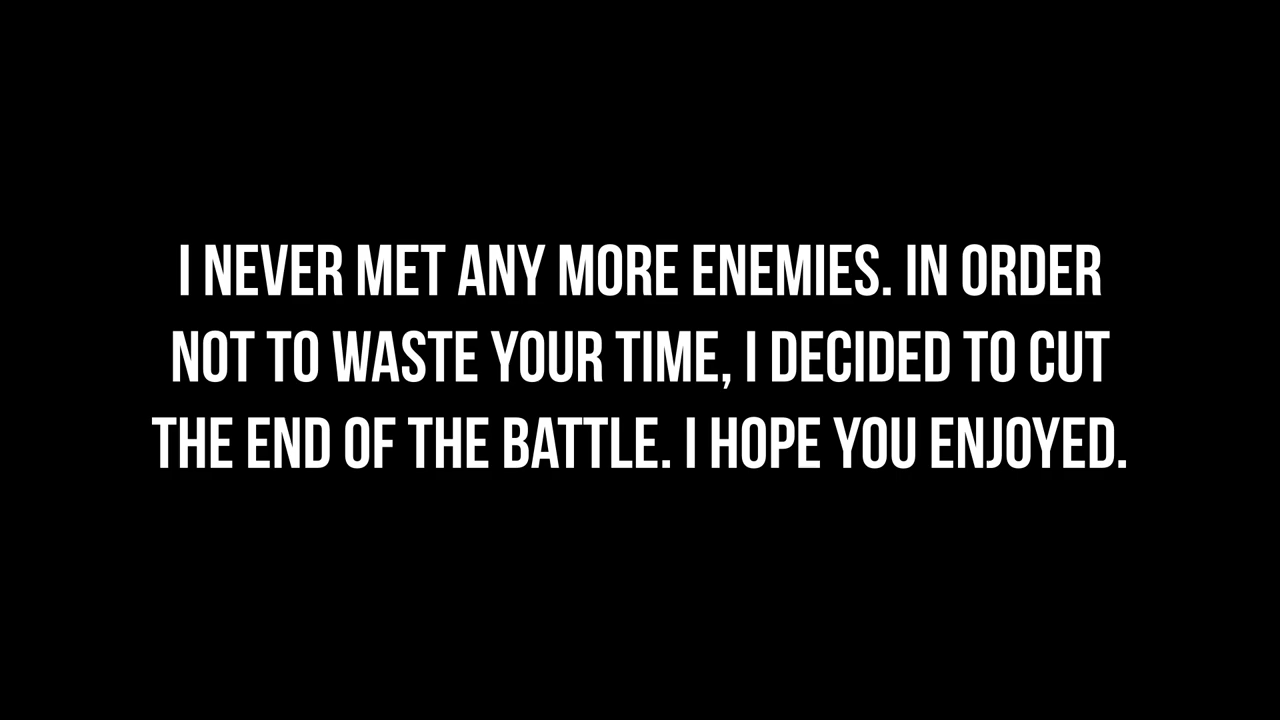 I NEVER MET ANY MORE ENEMIES. IN ORDER
NOT TO WASTE YOUR TIME, I DECIDED TO CUT
THE END OF THE BATTLE. I HOPE YOU ENJOYED.